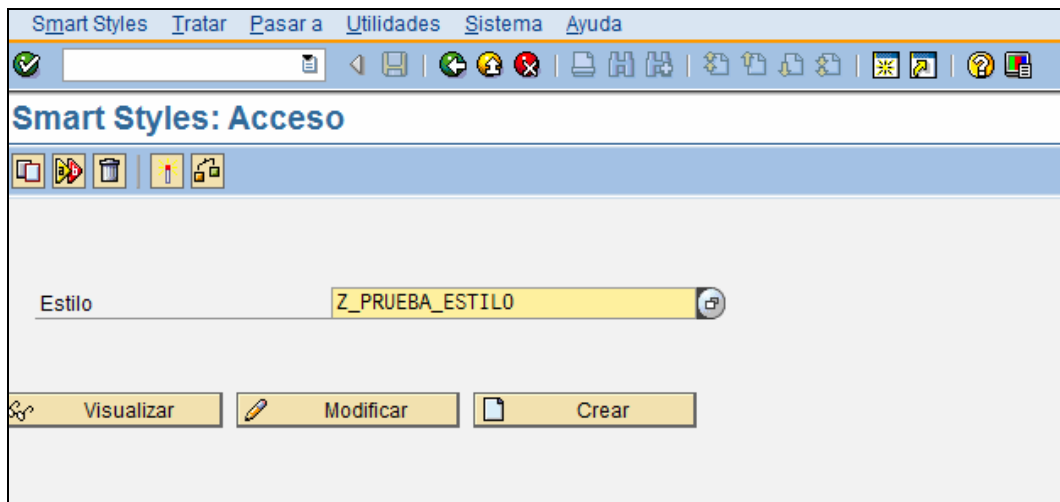 Smart Styles Tratar Pasar a Utilidades Sistema Ayuda
Smart Styles: Acceso
Estilo Z_PRUEBA_ESTILO
Visualizar Modificar Crear